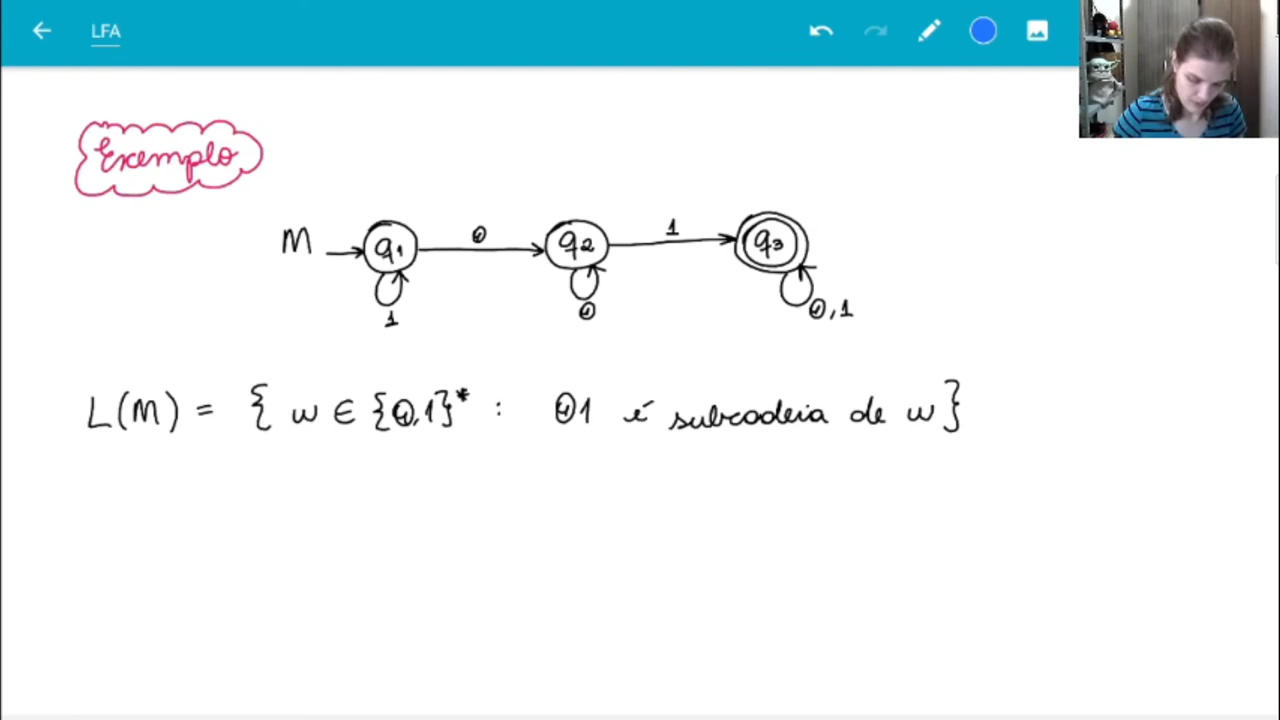 LFA
Exemplo
M q1 0 q2 1 q3
1 0 0,1
L(M) = { w ∈ {0,1}* : 01 é subcadeia de w}